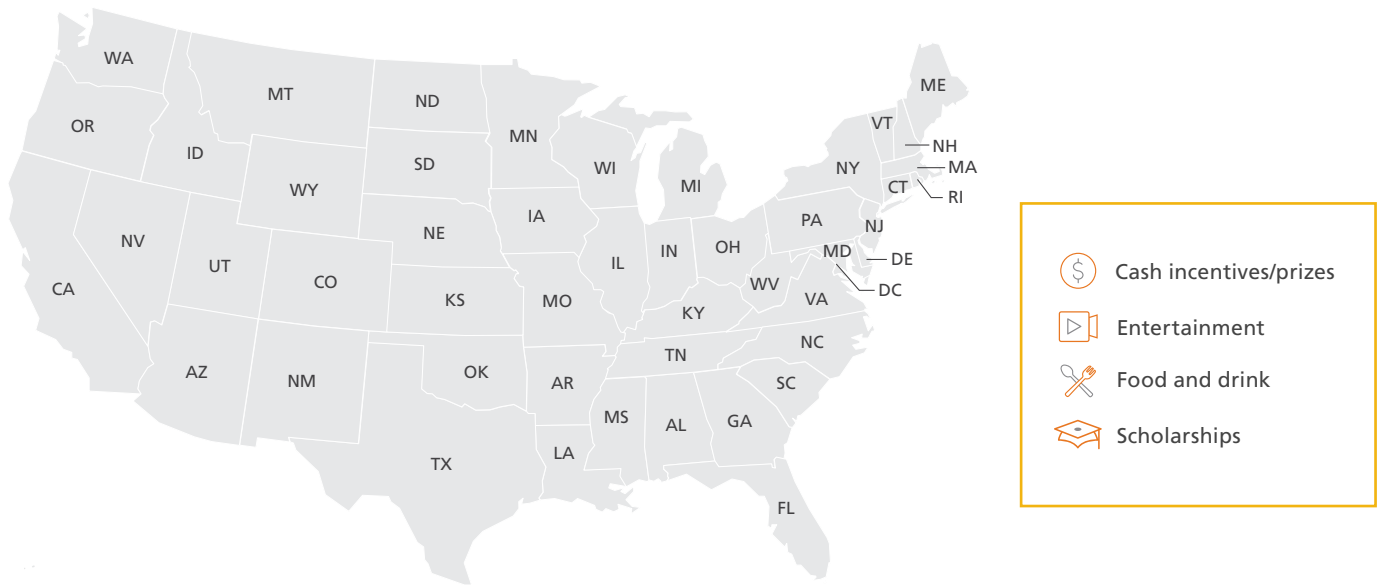 WA
MT
ND
ME
OR
ID
MN
VT
NH
SD
WI
NY
MA
WY
MI
CT
RI
IA
PA
NJ
NV
NE
IN
OH
MD
DE
UT
CO
IL
WV
DC
CA
KS
MO
VA
KY
NC
TN
AZ
NM
OK
AR
SC
MS
AL
GA
TX
LA
FL
$
Cash incentives/prizes
Entertainment
Food and drink
Scholarships